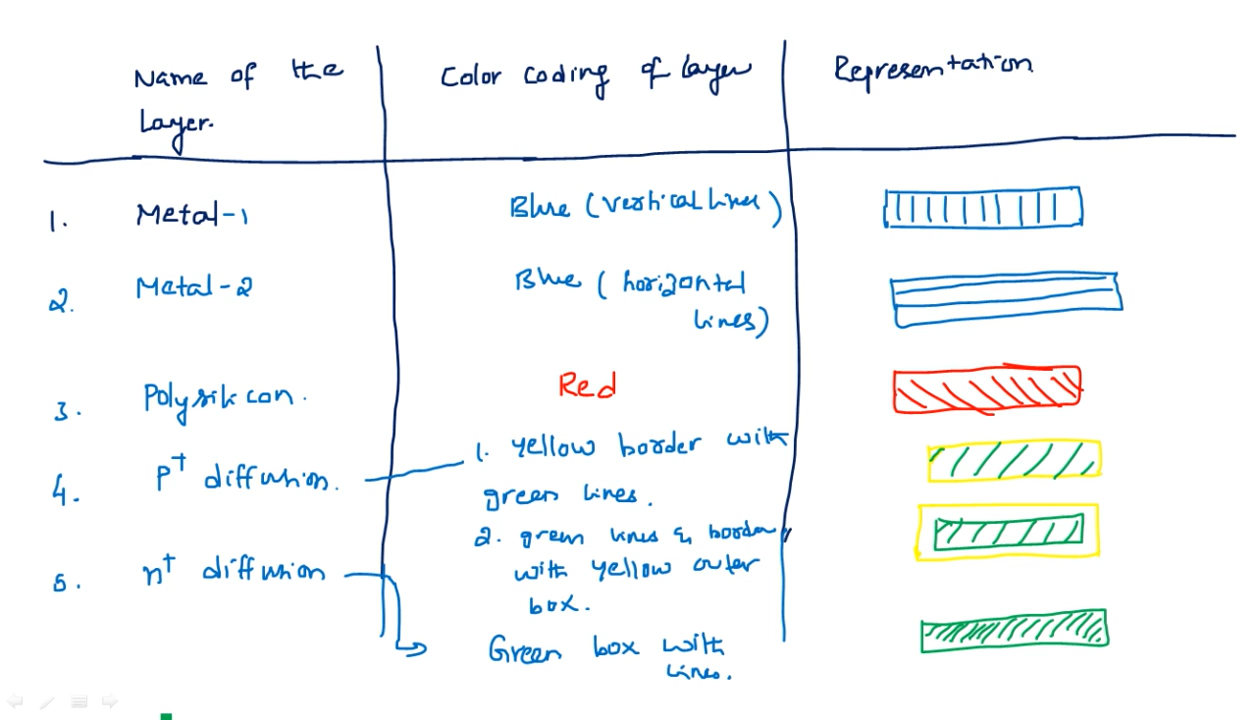 Name of the Color coding of layer Representation
Layer.
1. Metal-1 Blue (vertical lines)
2. Metal-2 Blue (horizontal
lines)
3. Polysilicon. Red
4. P+ diffusion. 1. yellow border with
green lines.
2. green lines & border
5. n+ diffusion with yellow outer
box.
Green box with
lines.